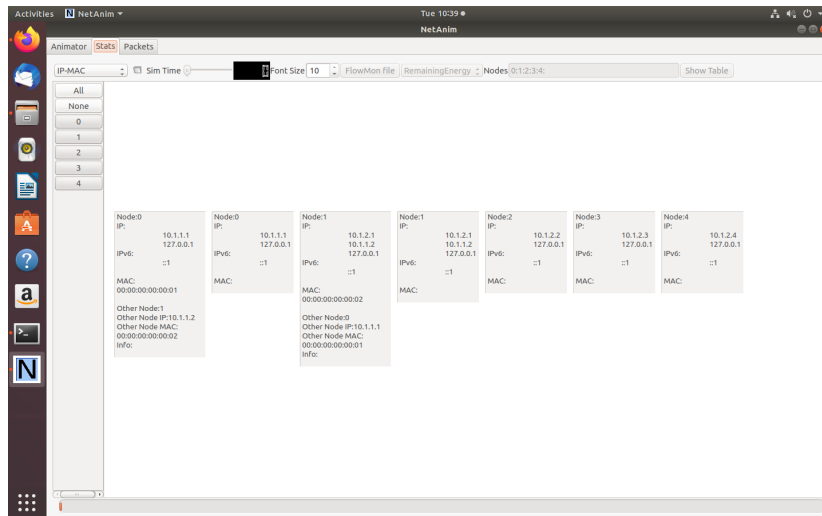 Activities NetAnim Tue 10:39
NetAnim
Animator Stats Packets
IP-MAC Sim Time Font Size 10 FlowMon file RemainingEnergy Nodes 0:1:2:3:4: Show Table
All
None
0
1
2
3
4
Node:0
IP:
10.1.1.1
127.0.0.1
IPv6:
::1
MAC:
00:00:00:00:00:01
Other Node:1
Other Node IP:10.1.1.2
Other Node MAC:
00:00:00:00:00:02
Info:
Node:0
IP:
10.1.1.1
127.0.0.1
IPv6:
::1
MAC:
Node:1
IP:
10.1.2.1
10.1.1.2
127.0.0.1
IPv6:
::1
MAC:
00:00:00:00:00:02
Other Node:0
Other Node IP:10.1.1.1
Other Node MAC:
00:00:00:00:00:01
Info:
Node:1
IP:
10.1.2.1
10.1.1.2
127.0.0.1
IPv6:
::1
MAC:
Node:2
IP:
10.1.2.2
127.0.0.1
IPv6:
::1
MAC:
Node:3
IP:
10.1.2.3
127.0.0.1
IPv6:
::1
MAC:
Node:4
IP:
10.1.2.4
127.0.0.1
IPv6:
::1
MAC: